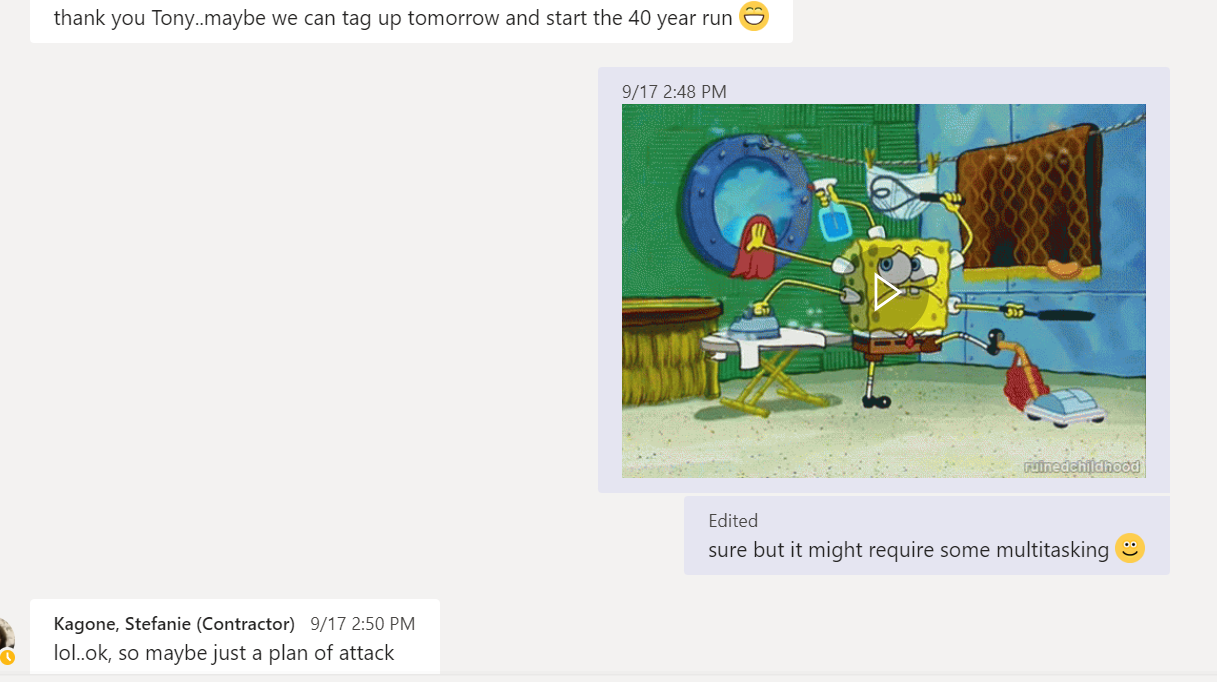 thank you Tony..maybe we can tag up tomorrow and start the 40 year run
9/17 2:48 PM
ruinedchildhood
Edited
sure but it might require some multitasking
Kagone, Stefanie (Contractor) 9/17 2:50 PM
lol..ok, so maybe just a plan of attack